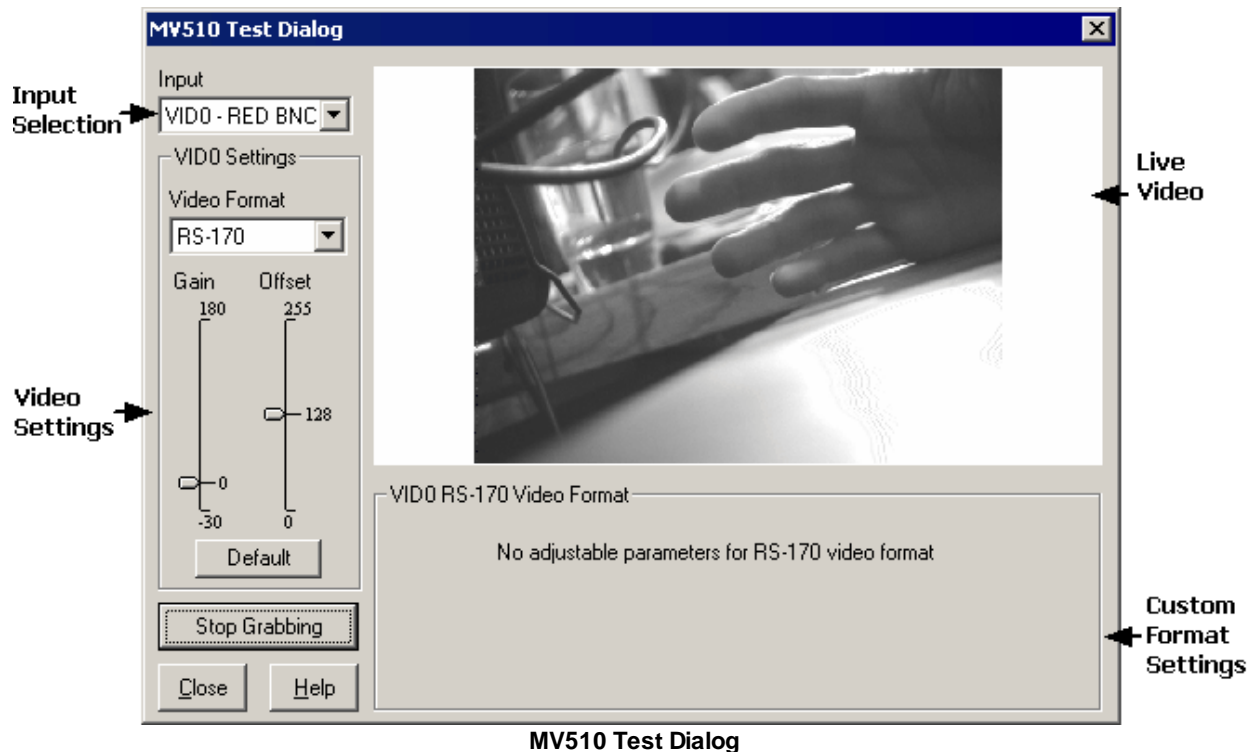 MV510 Test Dialog
Input
Selection
Input
VID0 - RED BNC
VID0 Settings
Video Format
RS-170
Gain Offset
180 255
128
0
-30 0
Default
Stop Grabbing
Close Help
Video
Settings
Live
Video
VID0 RS-170 Video Format
No adjustable parameters for RS-170 video format
Custom
Format
Settings
MV510 Test Dialog